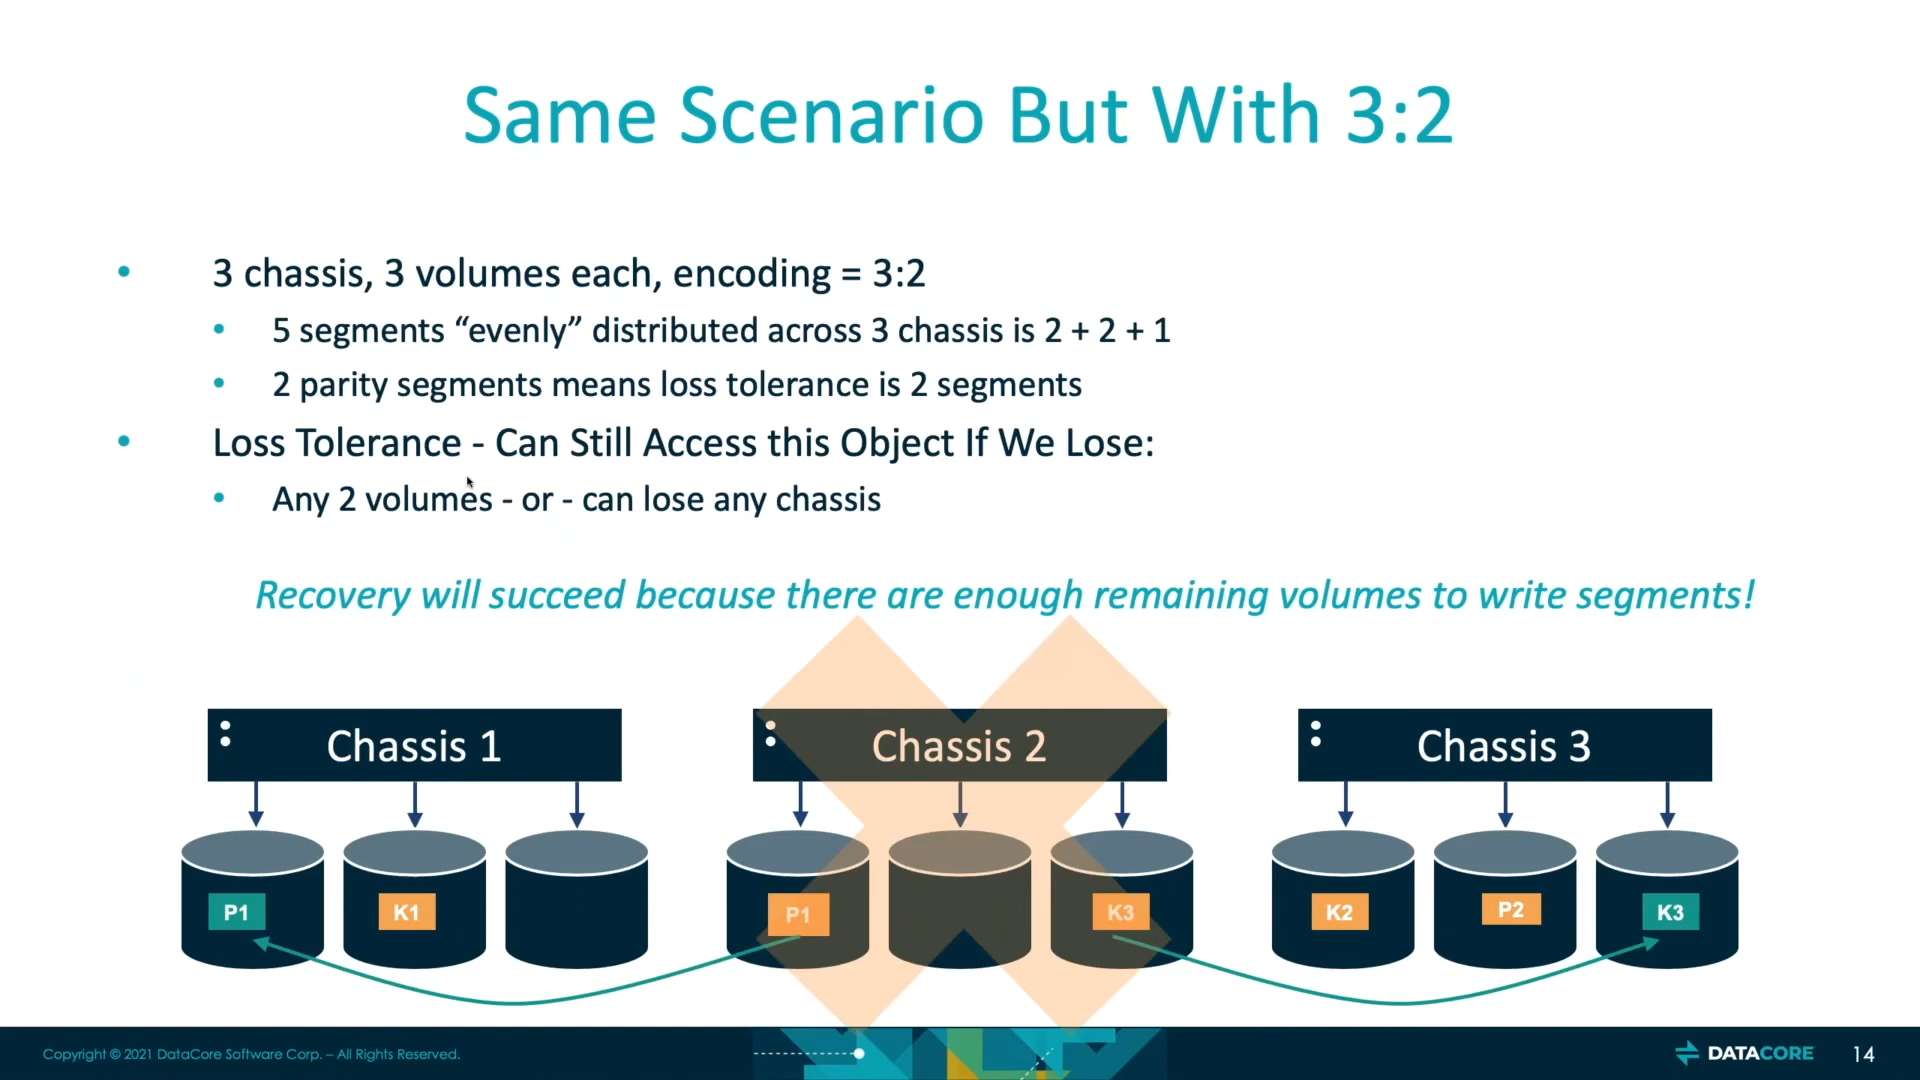 Same Scenario But With 3:2
• 3 chassis, 3 volumes each, encoding = 3:2
• 5 segments “evenly” distributed across 3 chassis is 2 + 2 + 1
• 2 parity segments means loss tolerance is 2 segments
• Loss Tolerance - Can Still Access this Object If We Lose:
• Any 2 volumes - or - can lose any chassis
Recovery will succeed because there are enough remaining volumes to write segments!
Chassis 1
Chassis 2
Chassis 3
P1
K1
P1
K3
K2
P2
K3
Copyright © 2021 DataCore Software Corp. – All Rights Reserved.
DATACORE
14